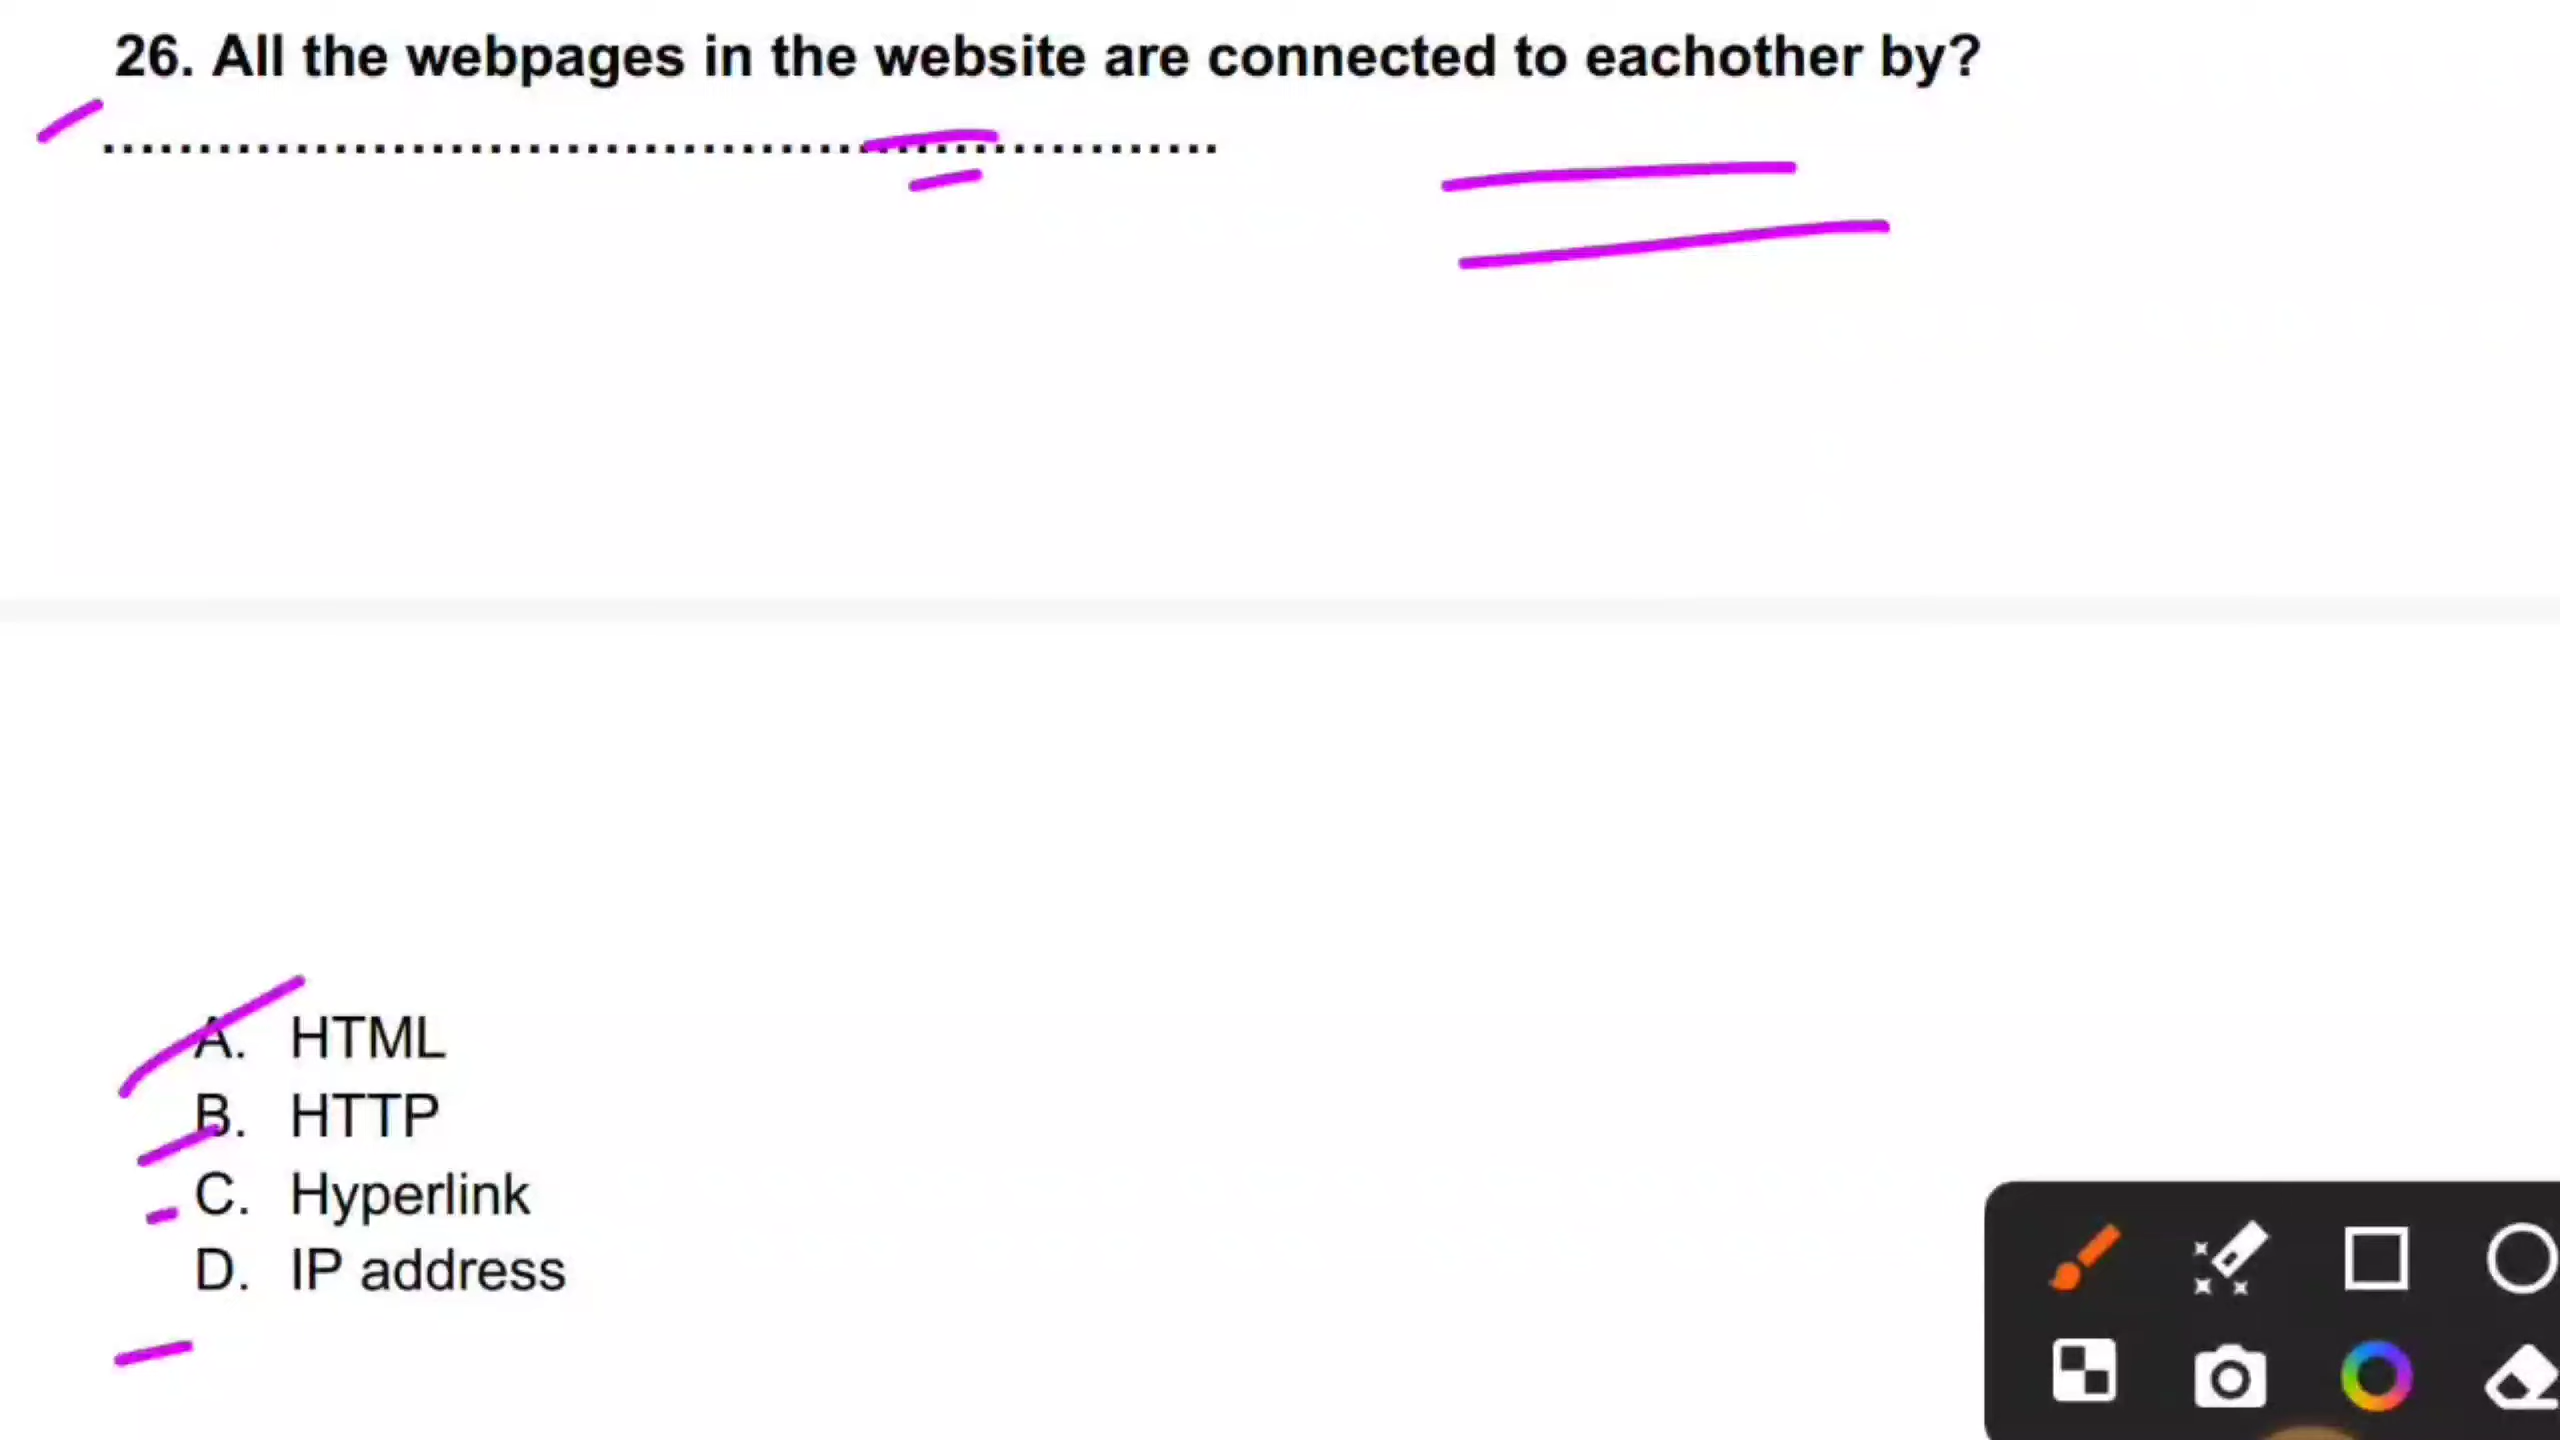 26. All the webpages in the website are connected to eachother by?
............................................................
A. HTML
B. HTTP
C. Hyperlink
D. IP address